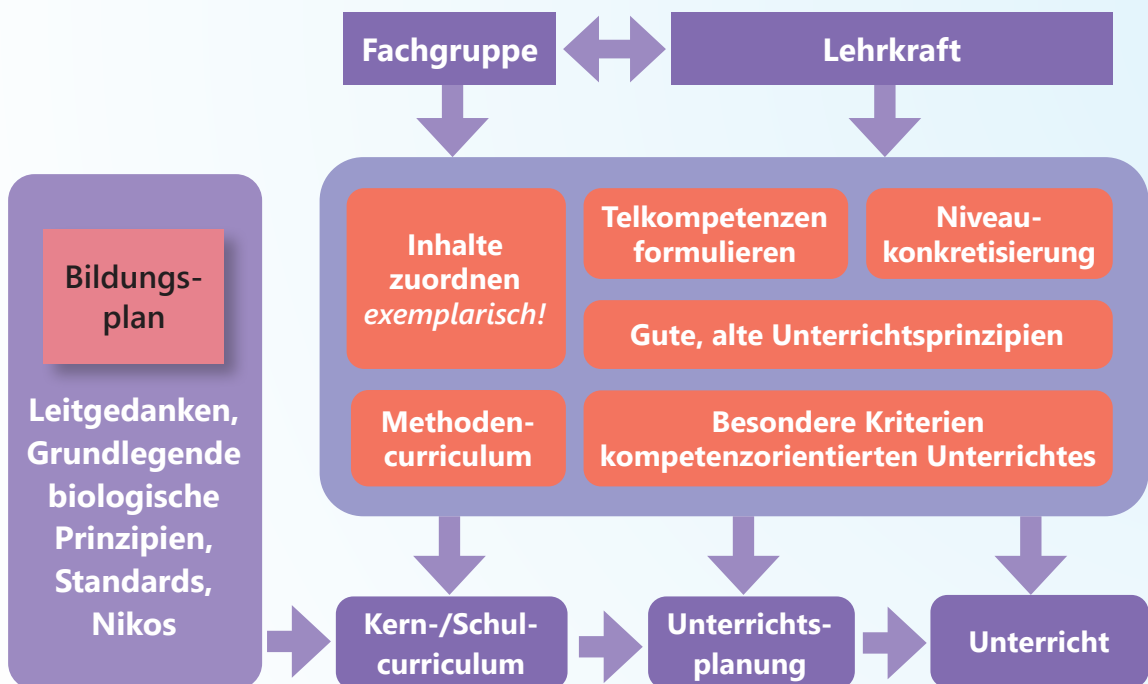 Fachgruppe
Lehrkraft
Inhalte
zuordnen
exemplarisch!
Telkompetenzen
formulieren
Niveau-
konkretisierung
Gute, alte Unterrichtsprinzipien
Methoden-
curriculum
Besondere Kriterien
kompetenzorientierten Unterrichtes
Bildungs-
plan
Leitgedanken,
Grundlegende
biologische
Prinzipien,
Standards,
Nikos
Kern-/Schul-
curriculum
Unterrichts-
planung
Unterricht